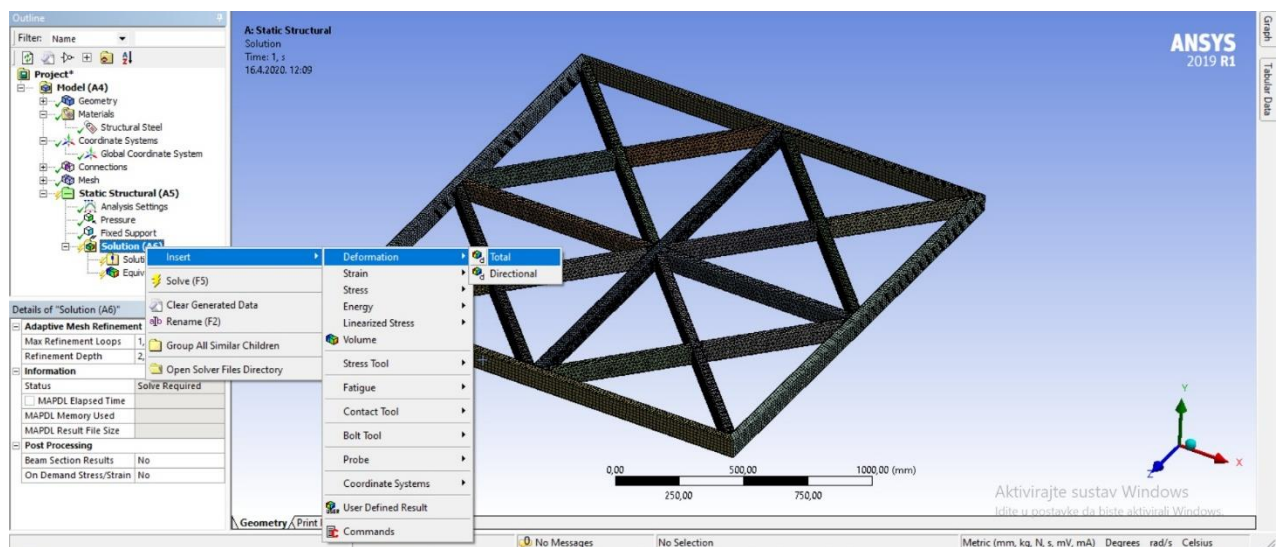 Outline
Filter: Name
Project*
Model (A4)
Geometry
Materials
Structural Steel
Coordinate Systems
Global Coordinate System
Connections
Mesh
Static Structural (A5)
Analysis Settings
Pressure
Fixed Support
Solution (A6)
Soluti
Equiv
Details of "Solution (A6)"
Adaptive Mesh Refinement
Max Refinement Loops 1,
Refinement Depth 2,
Information
Status Solve Required
MAPDL Elapsed Time
MAPDL Memory Used
MAPDL Result File Size
Post Processing
Beam Section Results No
On Demand Stress/Strain No
A: Static Structural
Solution
Time: 1, s
16.4.2020. 12:09
Insert
Solve (F5)
Clear Generated Data
Rename (F2)
Group All Similar Children
Open Solver Files Directory
Deformation
Strain
Stress
Energy
Linearized Stress
Volume
Stress Tool
Fatigue
Contact Tool
Bolt Tool
Probe
Coordinate Systems
User Defined Result
Commands
Total
Directional
ANSYS
2019 R1
Graph
Tabular Data
0,00 500,00 1000,00 (mm)
250,00 750,00
Y
X
Z
Aktivirajte sustav Windows
Idite u postavke da biste aktivirali Windows.
Geometry Print
0 No Messages No Selection Metric (mm, kg, N, s, mV, mA) Degrees rad/s Celsius